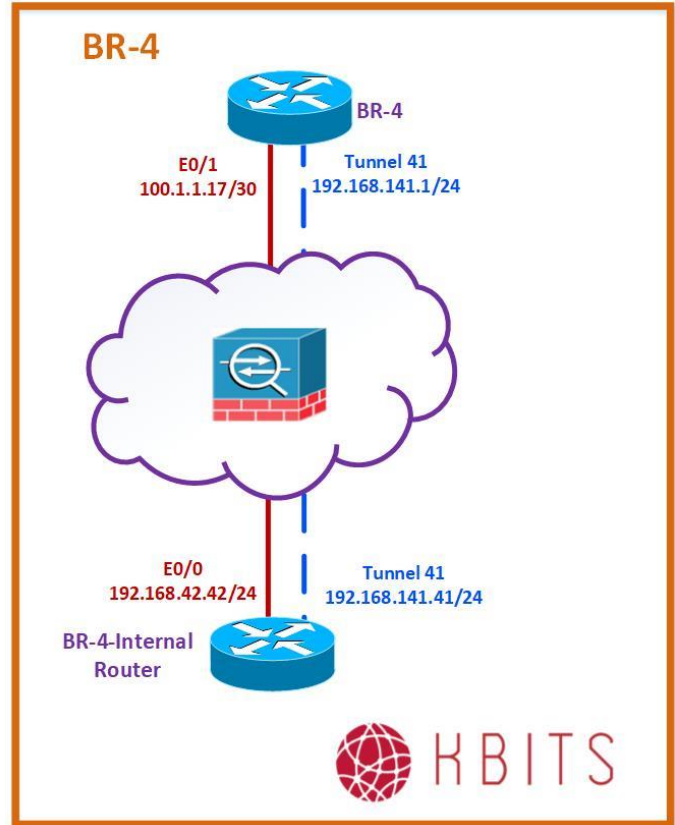 BR-4
BR-4
E0/1
100.1.1.17/30
Tunnel 41
192.168.141.1/24
E0/0
192.168.42.42/24
Tunnel 41
192.168.141.41/24
BR-4-Internal
Router
KBITS